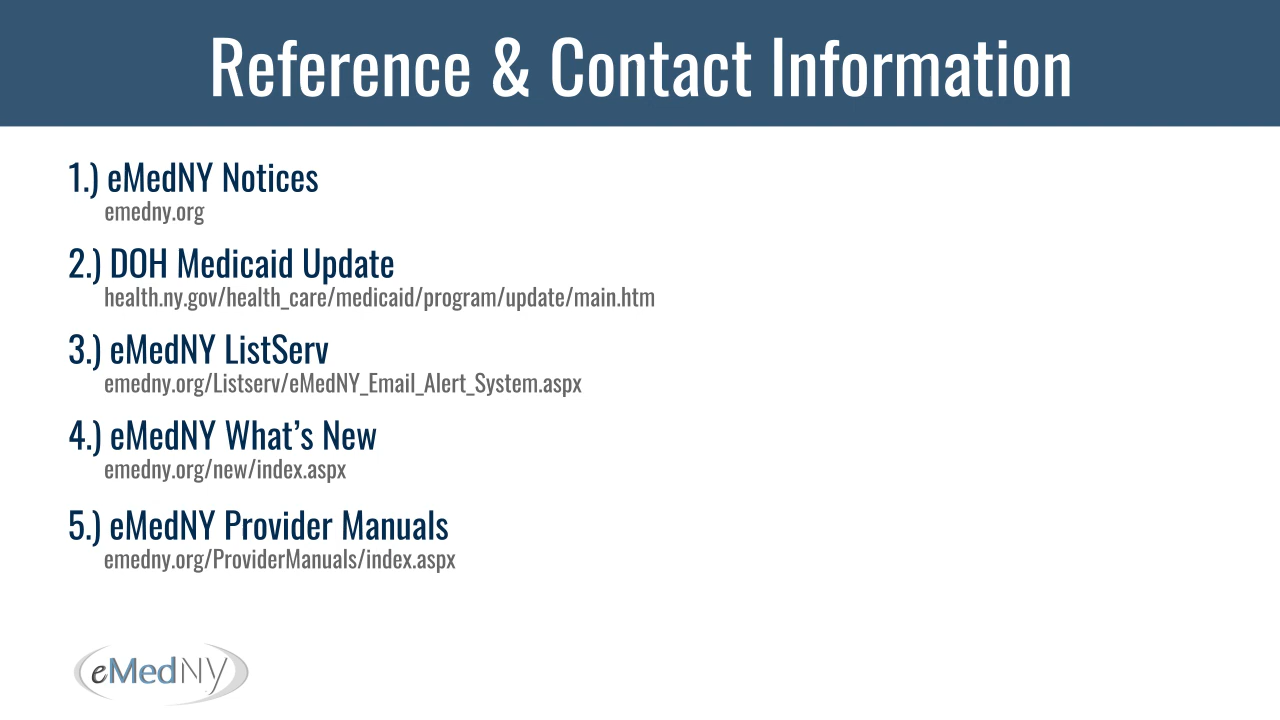 Reference & Contact Information
1.) eMedNY Notices
emedny.org
2.) DOH Medicaid Update
health.ny.gov/health_care/medicaid/program/update/main.htm
3.) eMedNY ListServ
emedny.org/Listserv/eMedNY_Email_Alert_System.aspx
4.) eMedNY What’s New
emedny.org/new/index.aspx
5.) eMedNY Provider Manuals
emedny.org/ProviderManuals/index.aspx
eMedNY